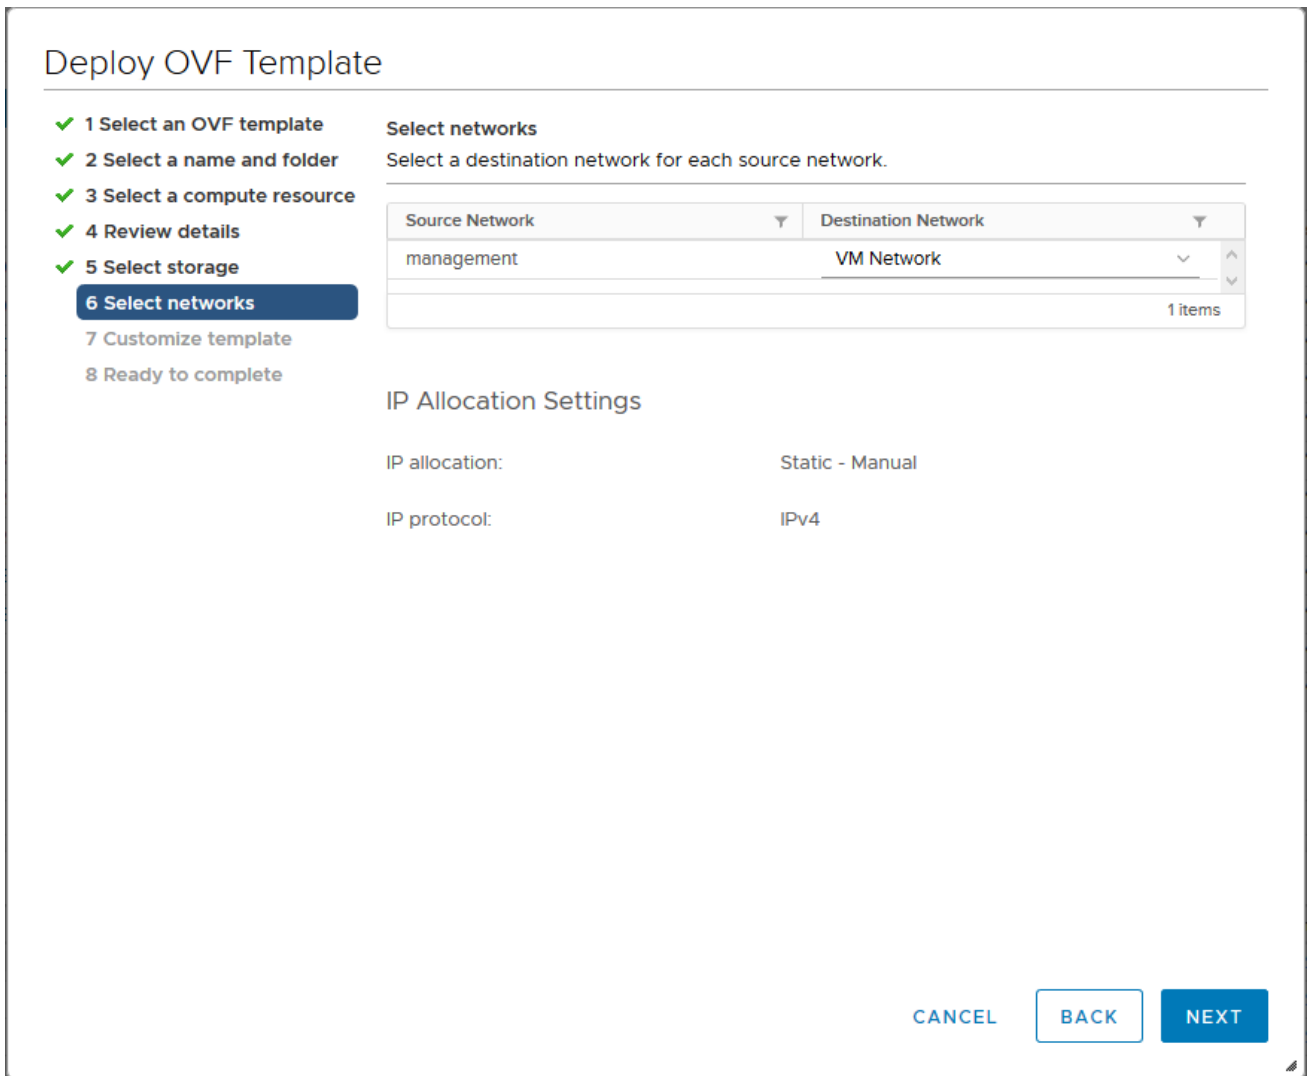 Deploy OVF Template
1 Select an OVF template
2 Select a name and folder
3 Select a compute resource
4 Review details
5 Select storage
6 Select networks
7 Customize template
8 Ready to complete
Select networks
Select a destination network for each source network.
Source Network Destination Network
management VM Network
1 items
IP Allocation Settings
IP allocation: Static - Manual
IP protocol: IPv4
CANCEL BACK NEXT